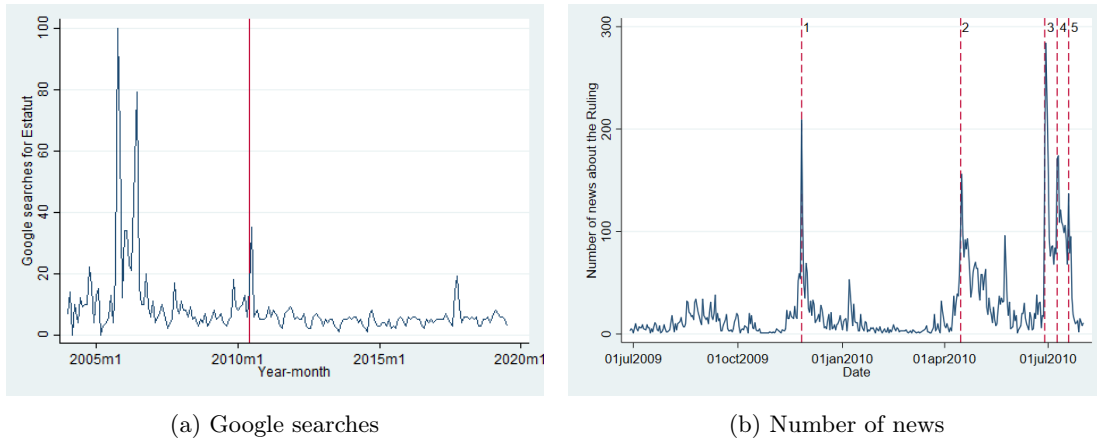 Google searches for Estatut
100
80
60
40
20
0
2005m1
2010m1
2015m1
2020m1
Year-month
(a) Google searches
Number of news about the Ruling
300
200
100
0
1
2
3
4
5
01jul2009
01oct2009
01jan2010
01apr2010
01jul2010
Date
(b) Number of news